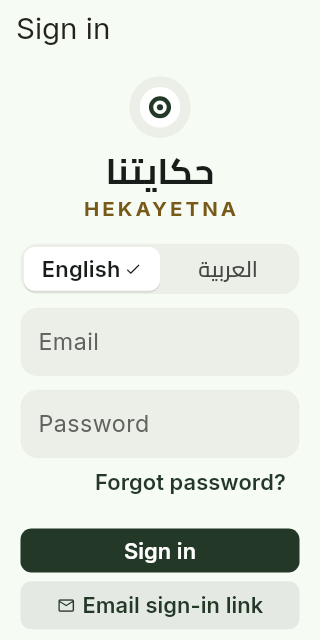 Sign in
حكايتنا
HEKAYETNA
English
العربية
Email
Password
Forgot password?
Sign in
Email sign-in link